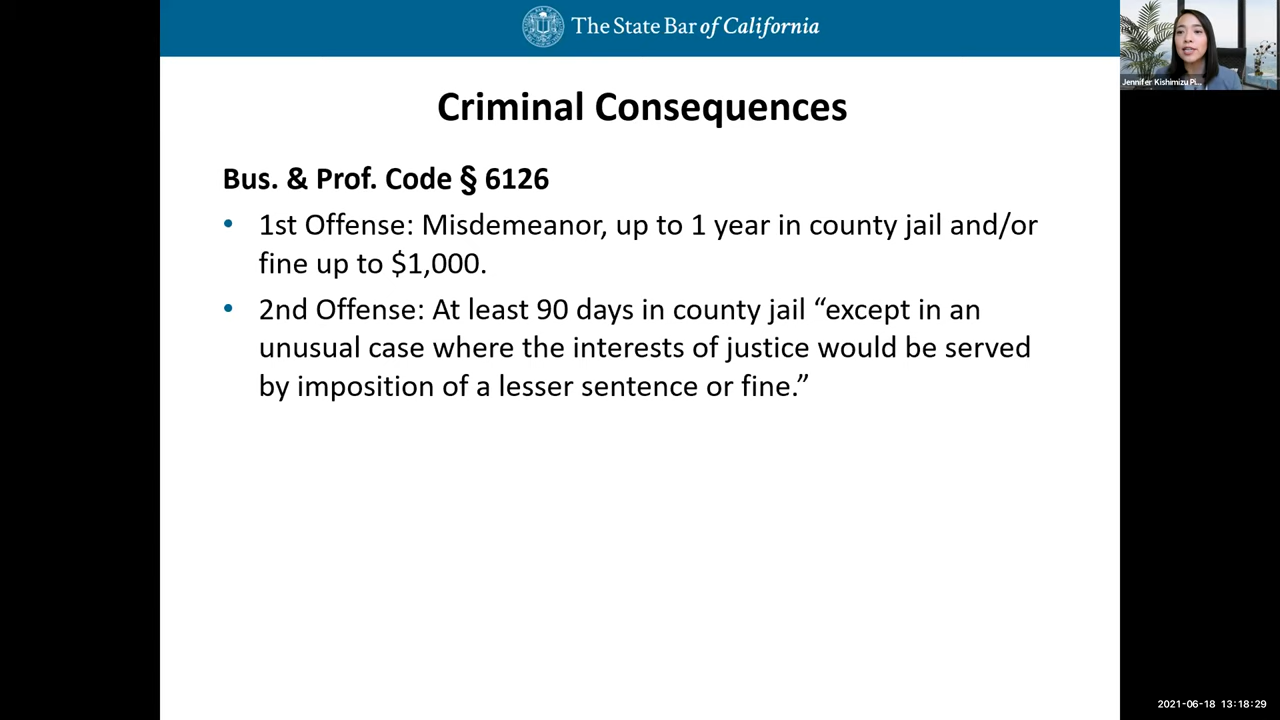 The State Bar of California
Jennifer Kishimizu Pi...
Criminal Consequences
Bus. & Prof. Code § 6126
• 1st Offense: Misdemeanor, up to 1 year in county jail and/or
fine up to $1,000.
• 2nd Offense: At least 90 days in county jail “except in an
unusual case where the interests of justice would be served
by imposition of a lesser sentence or fine.”
2021-06-18 13:18:29